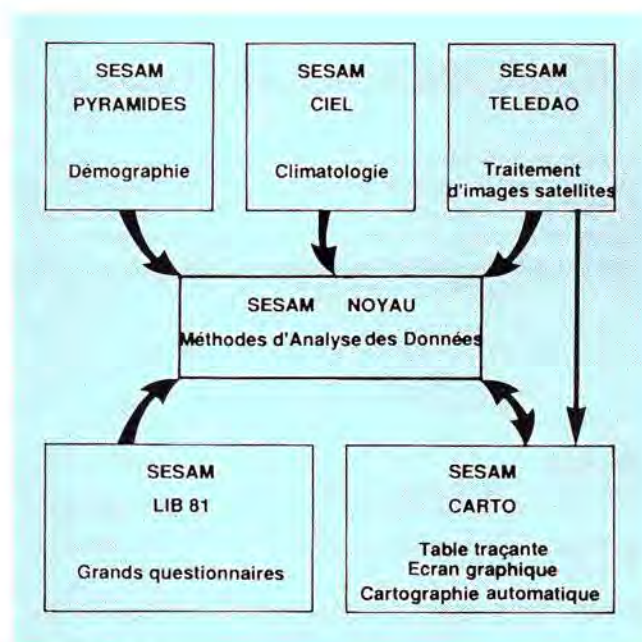 SESAM
PYRAMIDES
Démographie
SESAM
CIEL
Climatologie
SESAM
TELEDAO
Traitement
d'images satellites
SESAM NOYAU
Méthodes d'Analyse des Données
SESAM
LIB 81
Grands questionnaires
SESAM
CARTO
Table traçante
Ecran graphique
Cartographie automatique